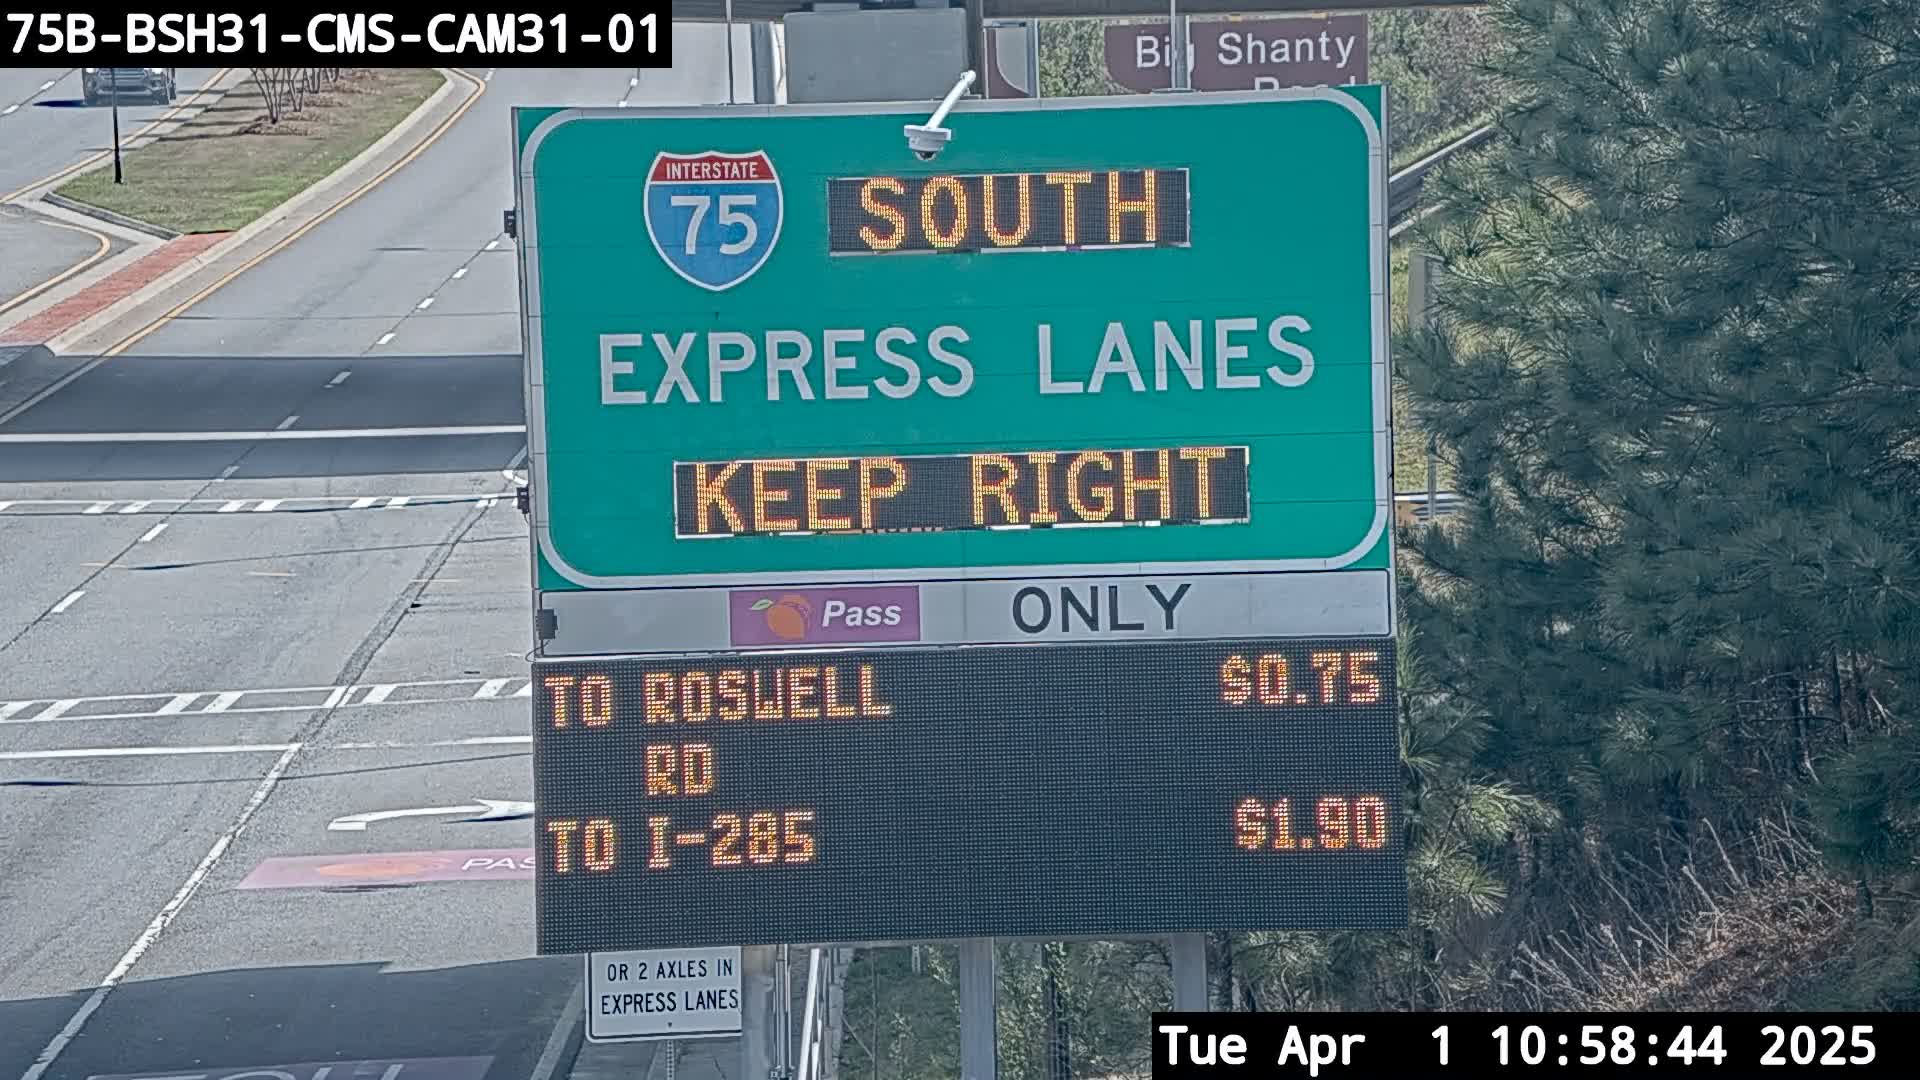 75B-BSH31-CMS-CAM31-01
Big Shanty
Road
INTERSTATE
75
SOUTH
EXPRESS LANES
KEEP RIGHT
Pass ONLY
TO ROSWELL $0.75
RD
TO I-285 $1.90
PAS
OR 2 AXLES IN
EXPRESS LANES
Tue Apr 1 10:58:44 2025